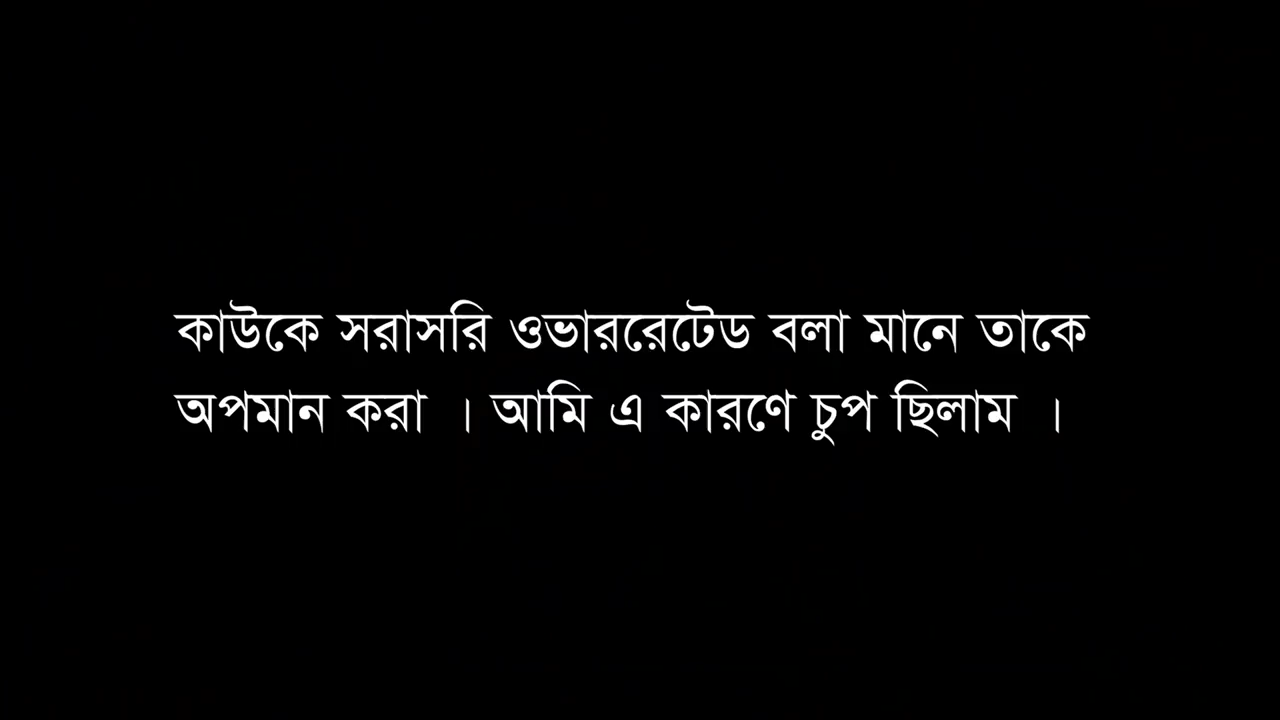 কাউকে সরাসরি ওভাররেটেড বলা মানে তাকে
অপমান করা । আমি এ কারণে চুপ ছিলাম ।